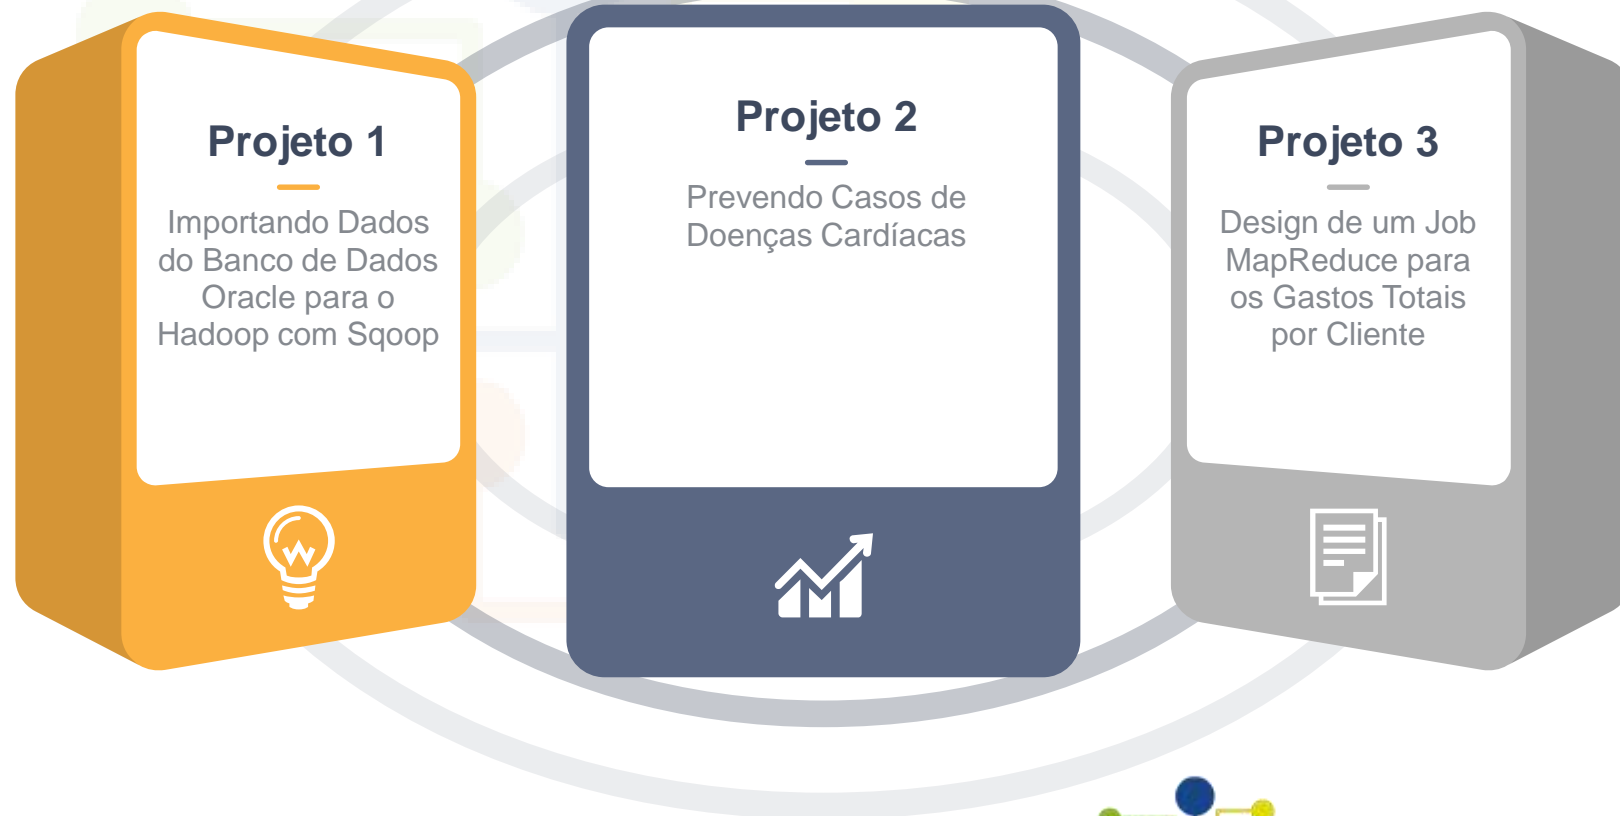 Projeto 1
Importando Dados
do Banco de Dados
Oracle para o
Hadoop com Sqoop
Projeto 2
Prevendo Casos de
Doenças Cardíacas
Projeto 3
Design de um Job
MapReduce para
os Gastos Totais
por Cliente